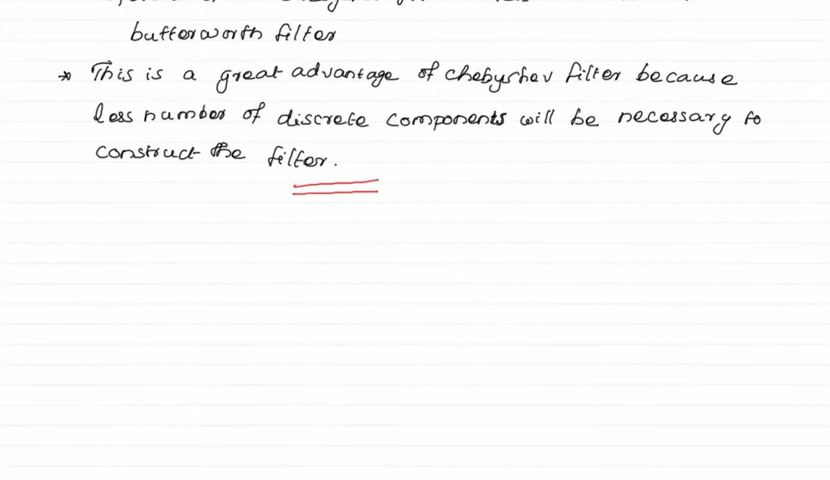 butterworth filter
* This is a great advantage of chebyshev filter because
less number of discrete components will be necessary to
construct the filter.